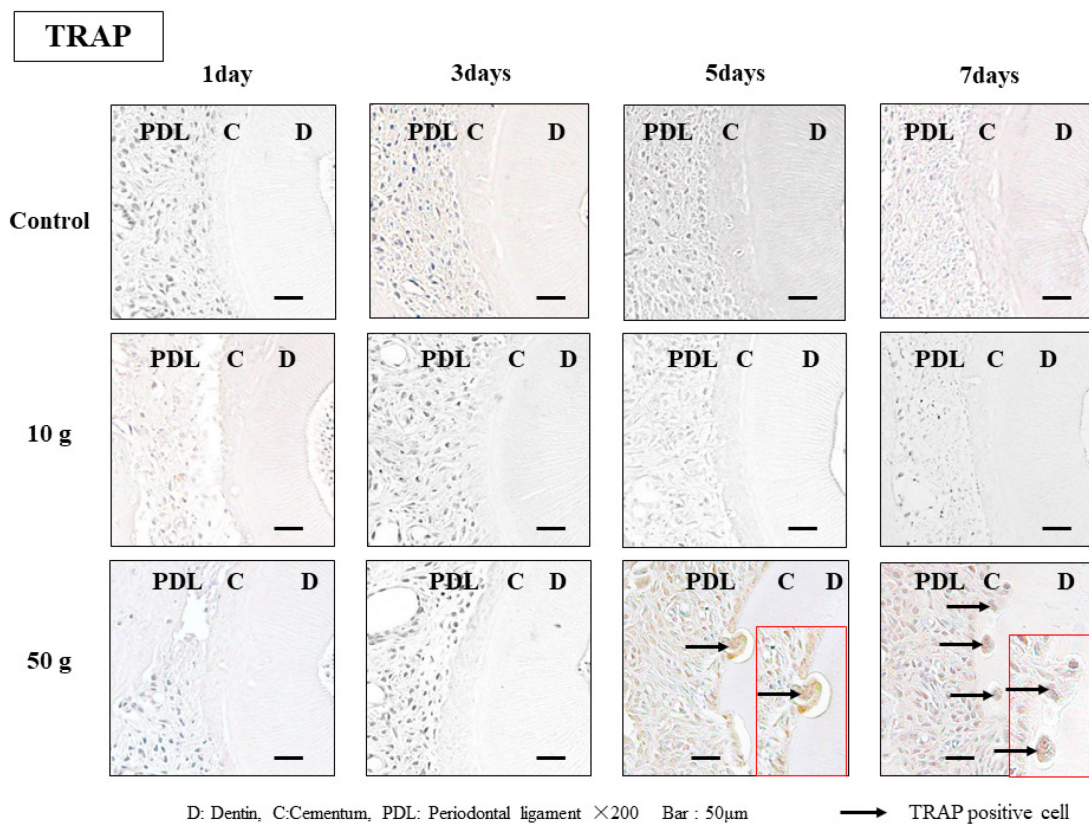 TRAP
1day 3days 5days 7days
Control
PDL C D PDL C D PDL C D PDL C D
10 g
PDL C D PDL C D PDL C D PDL C D
50 g
PDL C D PDL C D PDL C D PDL C D
D: Dentin, C:Cementum, PDL: Periodontal ligament ×200 Bar : 50μm TRAP positive cell